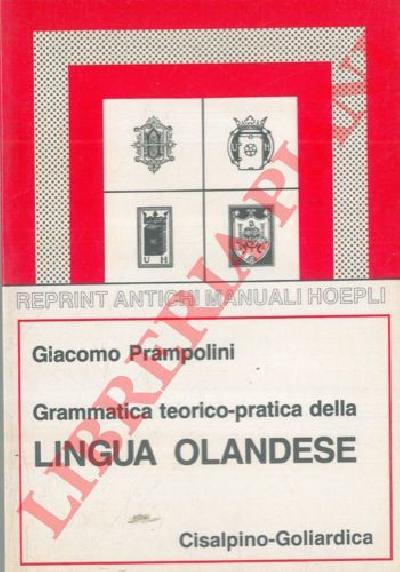 REPRINT ANTICHI MANUALI HOEPLI
Giacomo Prampolini
Grammatica teorico-pratica della
LINGUA OLANDESE
Cisalpino-Goliardica
U H
LIBRERIA PIANI